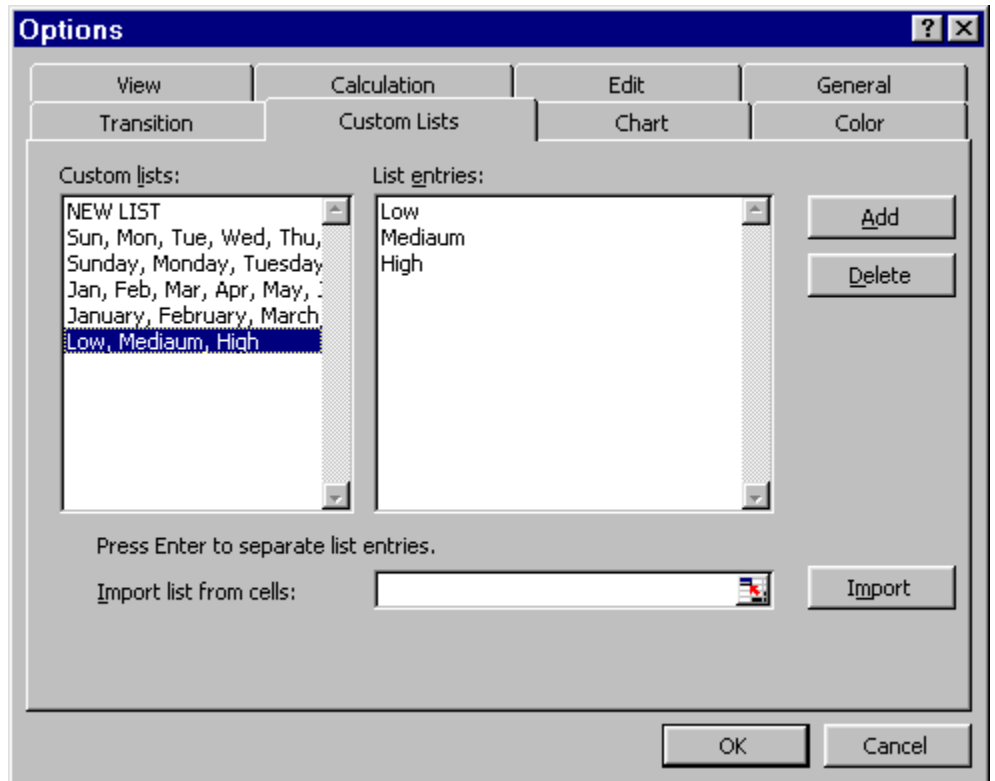 Options
View Calculation Edit General
Transition Custom Lists Chart Color
Custom lists:
NEW LIST
Sun, Mon, Tue, Wed, Thu,
Sunday, Monday, Tuesday
Jan, Feb, Mar, Apr, May,
January, February, March,
Low, Mediaum, High
List entries:
Low
Mediaum
High
Add
Delete
Press Enter to separate list entries.
Import list from cells:
Import
OK Cancel